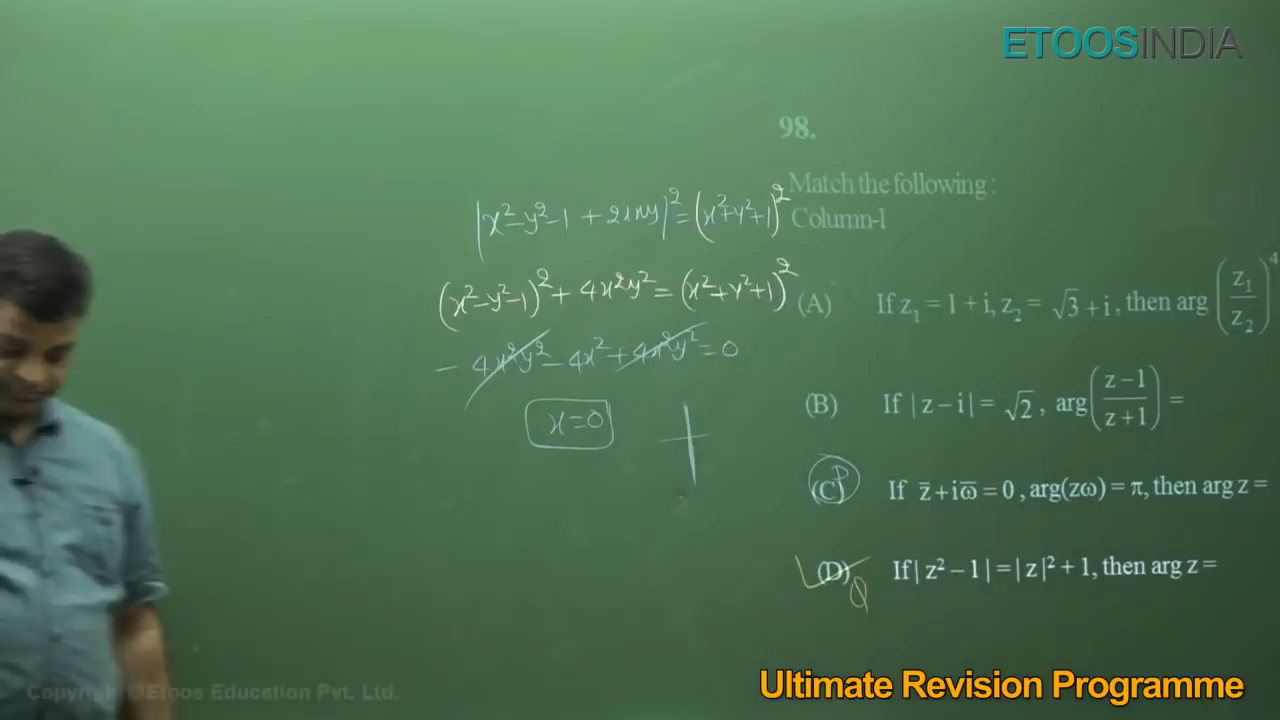 ETOOSINDIA
98.
Match the following :
Column-I
|x²-y²-1 + 2ixy|² = (x²+y²+1)²
(x²-y²-1)² + 4x²y² = (x²+y²+1)²
- 4x²y² - 4x² + 4x²y² = 0
x=0
(A) If z₁ = 1 + i, z₂ = √3 + i, then arg (z₁/z₂)⁴
(B) If |z – i| = √2, arg((z – 1)/(z + 1)) =
(C) P If z̅ + iω̅ = 0, arg(zω) = π, then arg z =
(D) If | z² – 1 | = | z |² + 1, then arg z =
Q
Copyright © Etoos Education Pvt. Ltd.
Ultimate Revision Programme